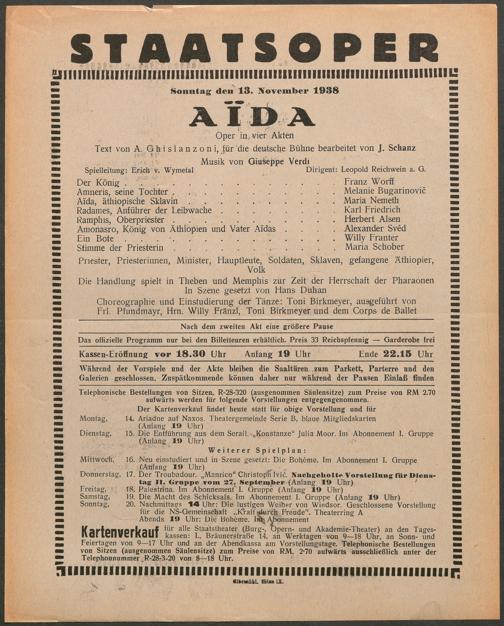 STAATSOPER
Sonntag den 13. November 1938
AÏDA
Oper in vier Akten
Text von A. Ghislanzoni, für die deutsche Bühne bearbeitet von J. Schanz
Musik von Giuseppe Verdi
Spielleitung: Erich v. Wymetal Dirigent: Leopold Reichwein a. G.
Der König . . . . . . . . . . Franz Worff
Amneris, seine Tochter . . . . . . . . . . Melanie Bugarinovič
Aïda, äthiopische Sklavin . . . . . . . . . . Maria Nemeth
Radames, Anführer der Leibwache . . . . . . . . . . Karl Friedrich
Ramphis, Oberpriester . . . . . . . . . . Herbert Alsen
Amonasro, König von Äthiopien und Vater Aïdas . . . . . . Alexander Svéd
Ein Bote . . . . . . . . . . Willy Franter
Stimme der Priesterin . . . . . . . . . . Maria Schober
Priester, Priesterinnen, Minister, Hauptleute, Soldaten, Sklaven, gefangene Äthiopier,
Volk
Die Handlung spielt in Theben und Memphis zur Zeit der Herrschaft der Pharaonen
In Szene gesetzt von Hans Duhan
Choreographie und Einstudierung der Tänze: Toni Birkmeyer, ausgeführt von
Frl. Pfundmayr, Hrn. Willy Fränzl, Toni Birkmeyer und dem Corps de Ballet
Nach dem zweiten Akt eine größere Pause
Das offizielle Programm nur bei den Billetteuren erhältlich. Preis 33 Reichspfennig — Garderobe frei
Kassen-Eröffnung vor 18.30 Uhr Anfang 19 Uhr Ende 22.15 Uhr
Während der Vorspiele und der Akte bleiben die Saaltüren zum Parkett, Parterre und den
Galerien geschlossen. Zuspätkommende können daher nur während der Pausen Einlaß finden
Telephonische Bestellungen von Sitzen, R-28-320 (ausgenommen Säulensitze) zum Preise von RM 2.70
aufwärts werden für folgende Vorstellungen entgegengenommen.
Der Kartenverkauf findet heute statt für obige Vorstellung und für
Montag, 14. Ariadne auf Naxos. Theatergemeinde Serie B, blaue Mitgliedskarten
(Anfang 19 Uhr)
Dienstag, 15. Die Entführung aus dem Serail. „Konstanze“ Julia Moor. Im Abonnement I. Gruppe
(Anfang 19 Uhr)
Weiterer Spielplan:
Mittwoch, 16. Neu einstudiert und in Szene gesetzt: Die Bohème. Im Abonnement I. Gruppe
(Anfang 19 Uhr)
Donnerstag, 17. Der Troubadour. „Manrico“ Christoph Ivic. Nachgeholte Vorstellung für Diens-
tag II. Gruppe vom 27. September (Anfang 19 Uhr)
Freitag, 18. Palestrina. Im Abonnement I. Gruppe (Anfang 19 Uhr)
Samstag, 19. Die Macht des Schicksals. Im Abonnement I. Gruppe (Anfang 19 Uhr)
Sonntag, 20. Nachmittags 14 Uhr: Die lustigen Weiber von Windsor. Geschlossene Vorstellung
für die NS-Gemeinschaft „Kraft durch Freude“. Theaterring A
Abends 19 Uhr: Die Bohème. Im Abonnement
Kartenverkauf für alle Staatstheater (Burg-, Opern- und Akademie-Theater) an den Tages-
kassen: I., Bräunerstraße 14, an Werktagen von 9—18 Uhr, an Sonn- und
Feiertagen von 9—17 Uhr und an der Abendkassa am Vorstellungstage. Telephonische Bestellungen
von Sitzen (ausgenommen Säulensitze) zum Preise von RM. 2·70 aufwärts ausschließlich unter der
Telephonnummer R-28-3-20 von 8—18 Uhr.